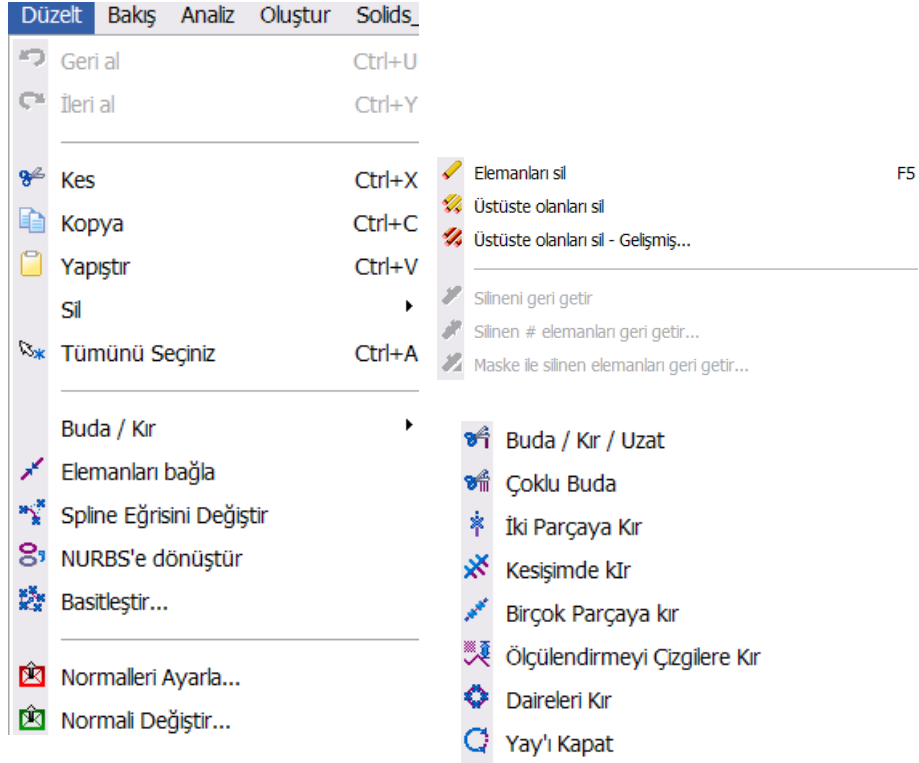 Düzelt Bakış Analiz Oluştur Solids_
Geri al Ctrl+U
İleri al Ctrl+Y
Kes Ctrl+X
Kopya Ctrl+C
Yapıştır Ctrl+V
Sil
Tümünü Seçiniz Ctrl+A
Buda / Kır
Elemanları bağla
Spline Eğrisini Değiştir
NURBS'e dönüştür
Basitleştir...
Normalleri Ayarla...
Normali Değiştir...
Elemanları sil F5
Üstüste olanları sil
Üstüste olanları sil - Gelişmiş...
Silineni geri getir
Silinen # elemanları geri getir...
Maske ile silinen elemanları geri getir...
Buda / Kır / Uzat
Çoklu Buda
İki Parçaya Kır
Kesişimde kIr
Birçok Parçaya kır
Ölçülendirmeyi Çizgilere Kır
Daireleri Kır
Yay'ı Kapat